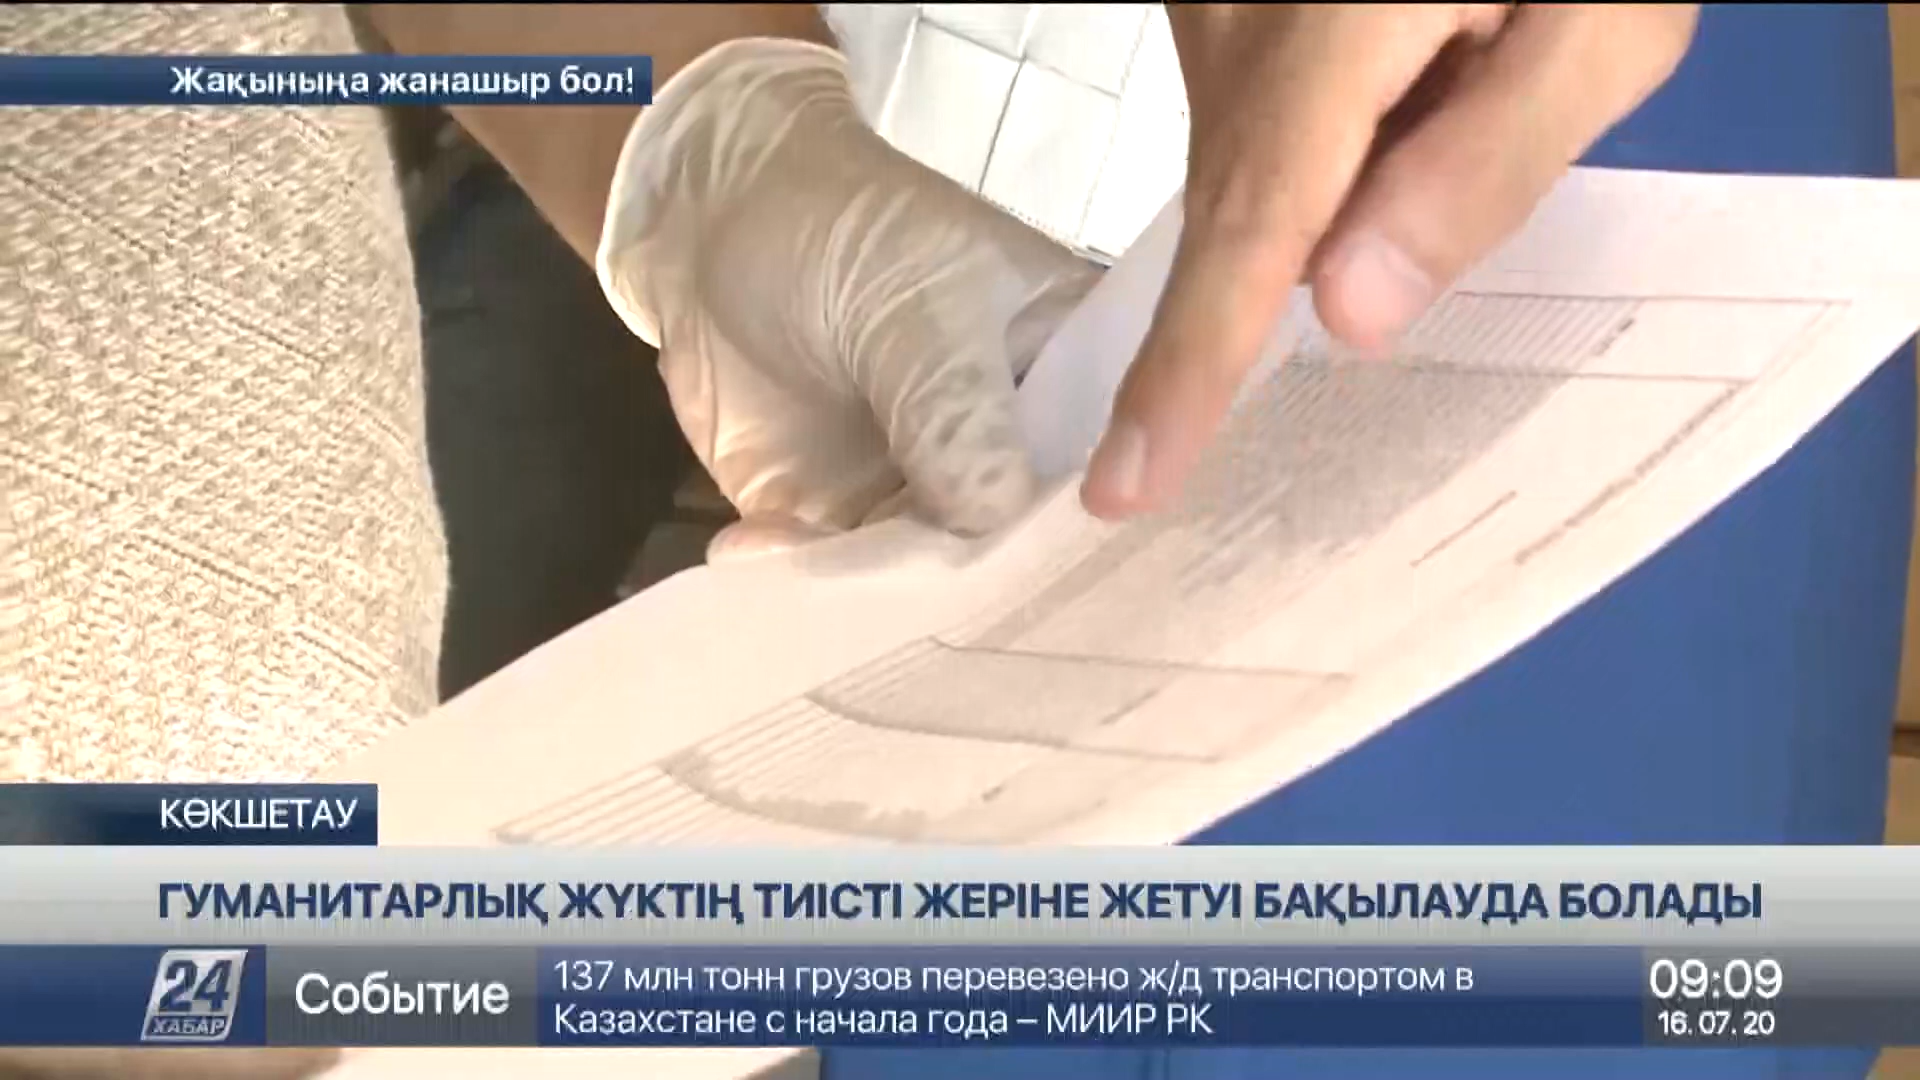 Жақыныңа жанашыр бол!
КӨКШЕТАУ
ГУМАНИТАРЛЫҚ ЖҮКТІҢ ТИІСТІ ЖЕРІНЕ ЖЕТУІ БАҚЫЛАУДА БОЛАДЫ
24
ХАБАР
Событие
137 млн тонн грузов перевезено ж/д транспортом в
Казахстане с начала года – МИИР РК
09:09
16. 07. 20